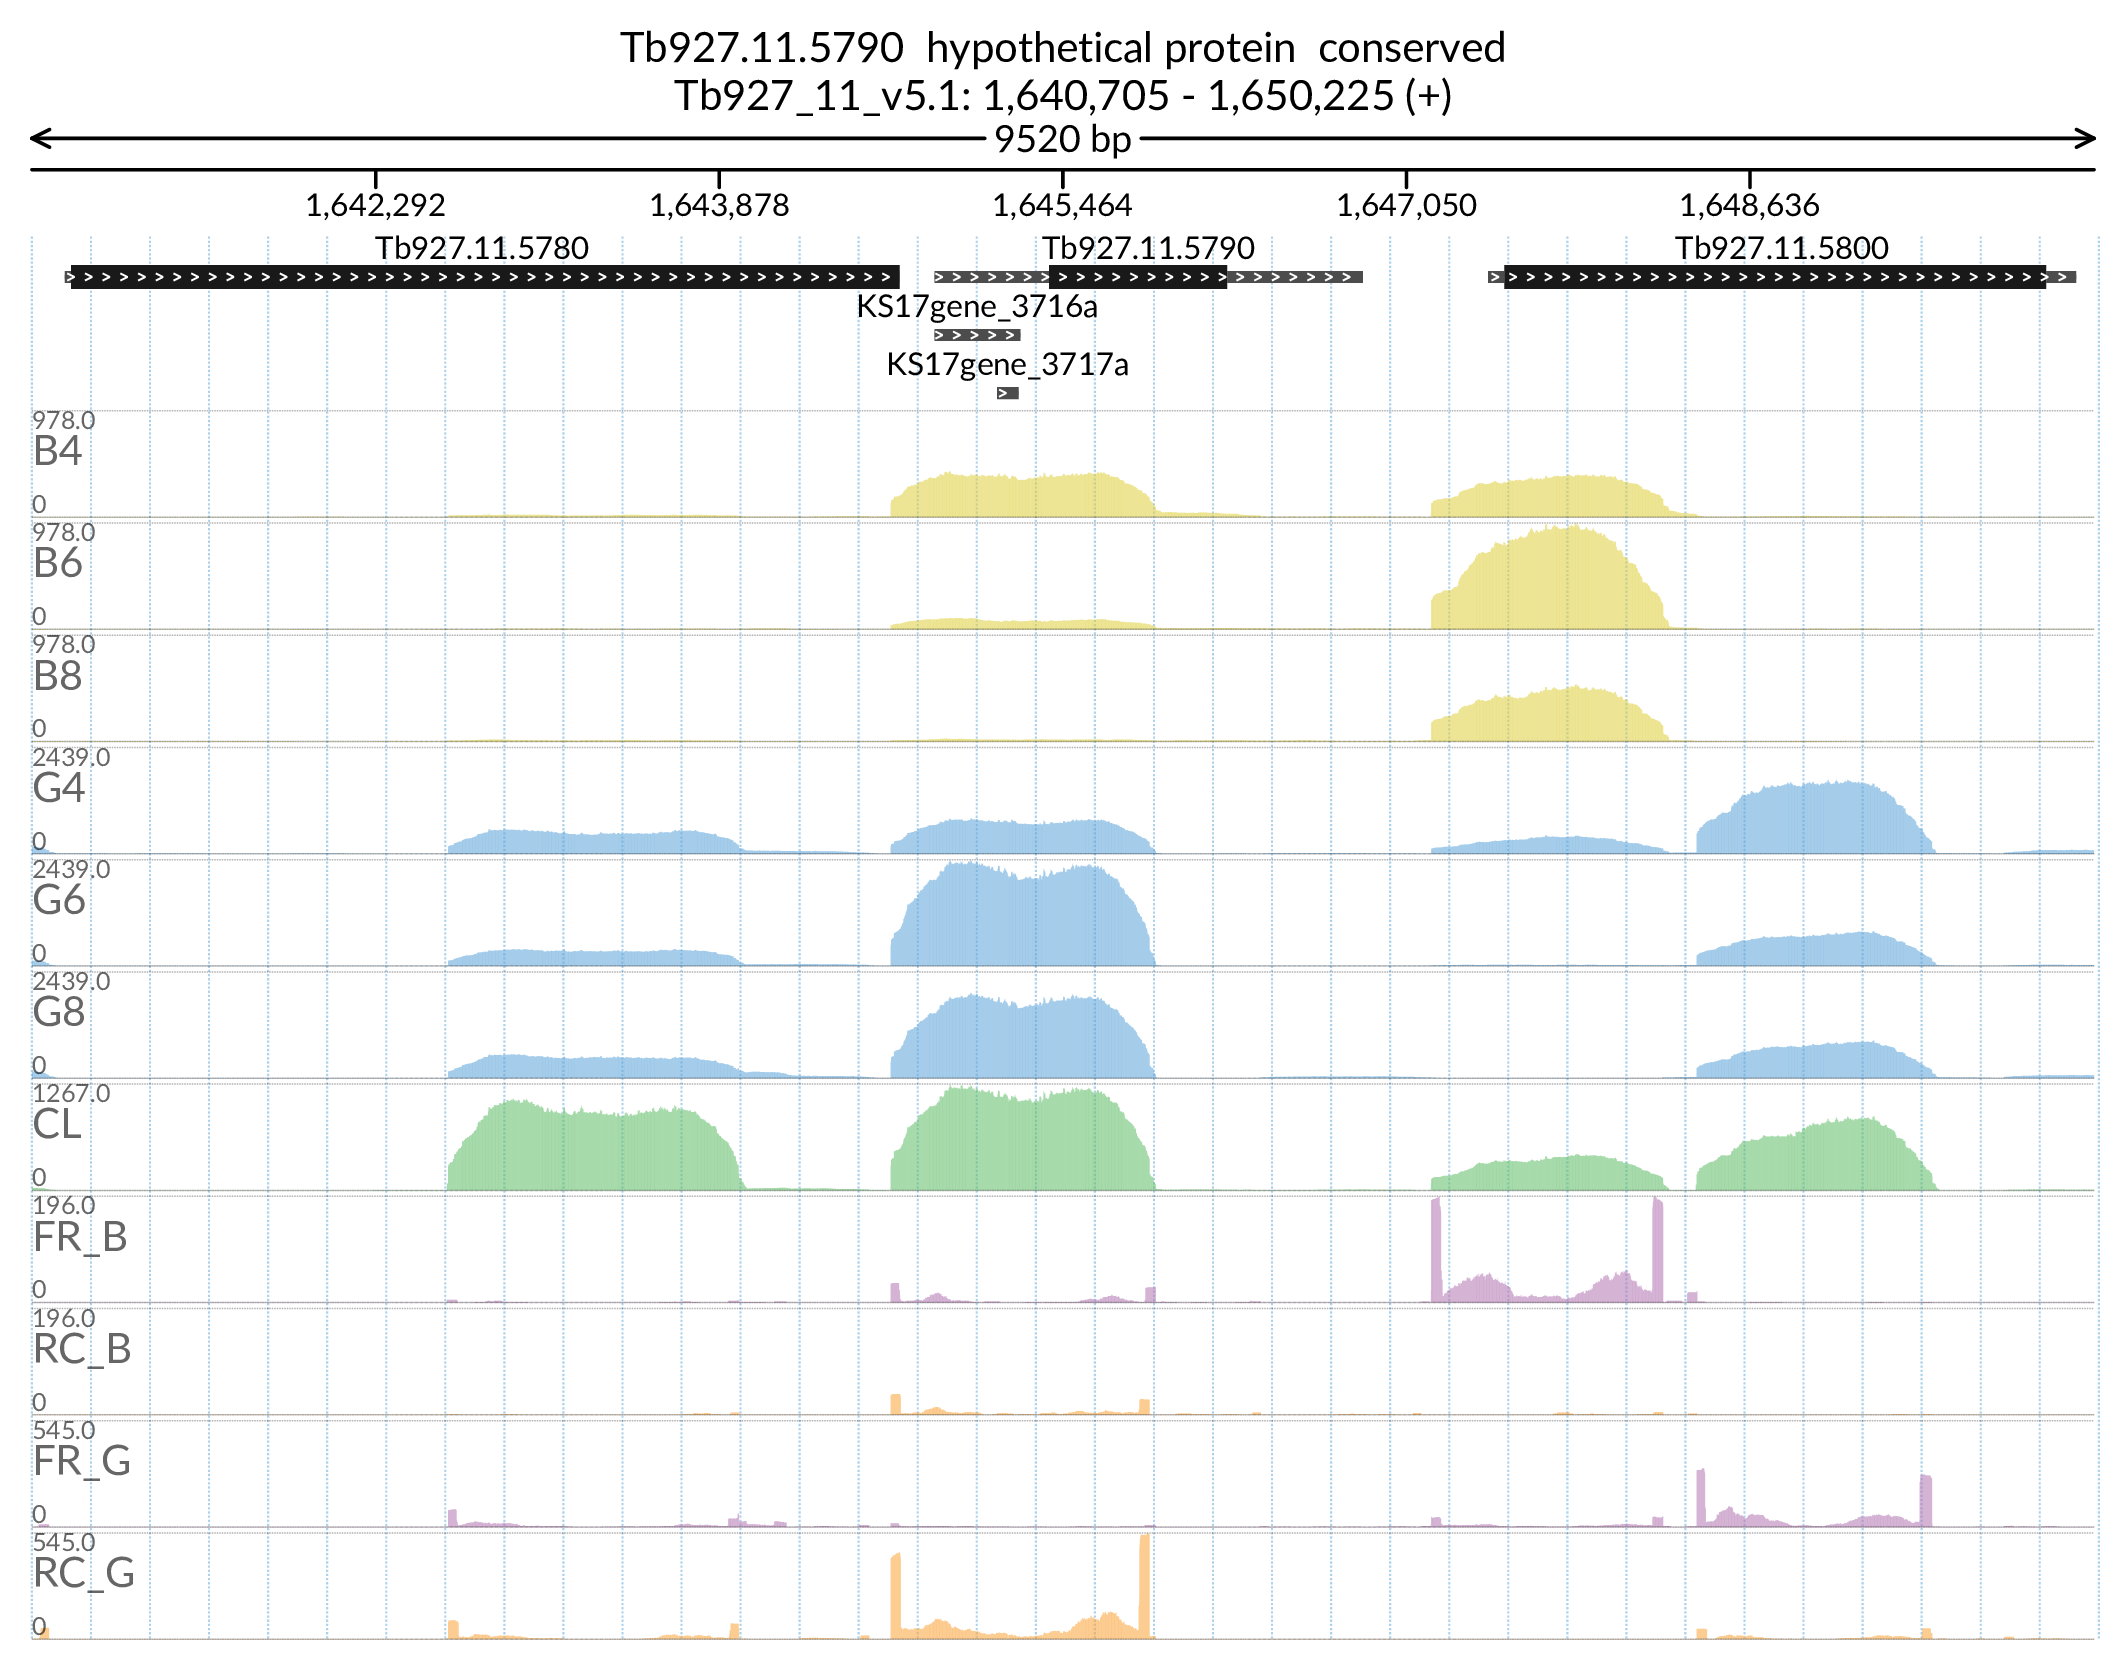 Tb927.11.5790 hypothetical protein conserved
Tb927_11_v5.1: 1,640,705 - 1,650,225 (+)
9520 bp
1,642,292 1,643,878 1,645,464 1,647,050 1,648,636
Tb927.11.5780 Tb927.11.5790 Tb927.11.5800
KS17gene_3716a
KS17gene_3717a
978.0
B4
0
978.0
B6
0
978.0
B8
0
2439.0
G4
0
2439.0
G6
0
2439.0
G8
0
1267.0
CL
0
196.0
FR_B
0
196.0
RC_B
0
545.0
FR_G
0
545.0
RC_G
0